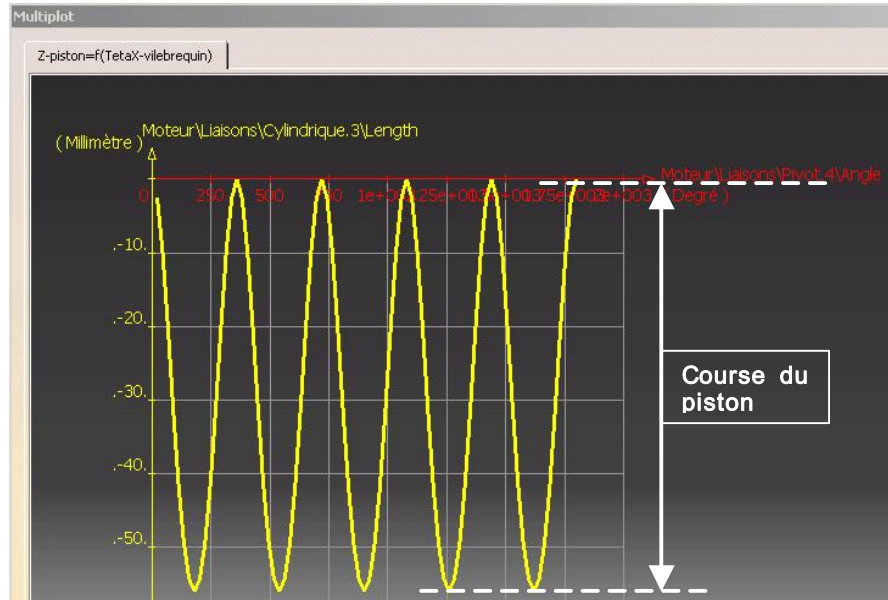 Multiplot
Z-piston=f(TetaX-vilebrequin)
Moteur\Liaisons\Cylindrique.3\Length
( Millimètre )
Moteur\Liaisons\Pivot.4\Angle
0 250 500 750
( Degré )
.-10.
.-20.
.-30.
Course du
piston
.-40.
.-50.